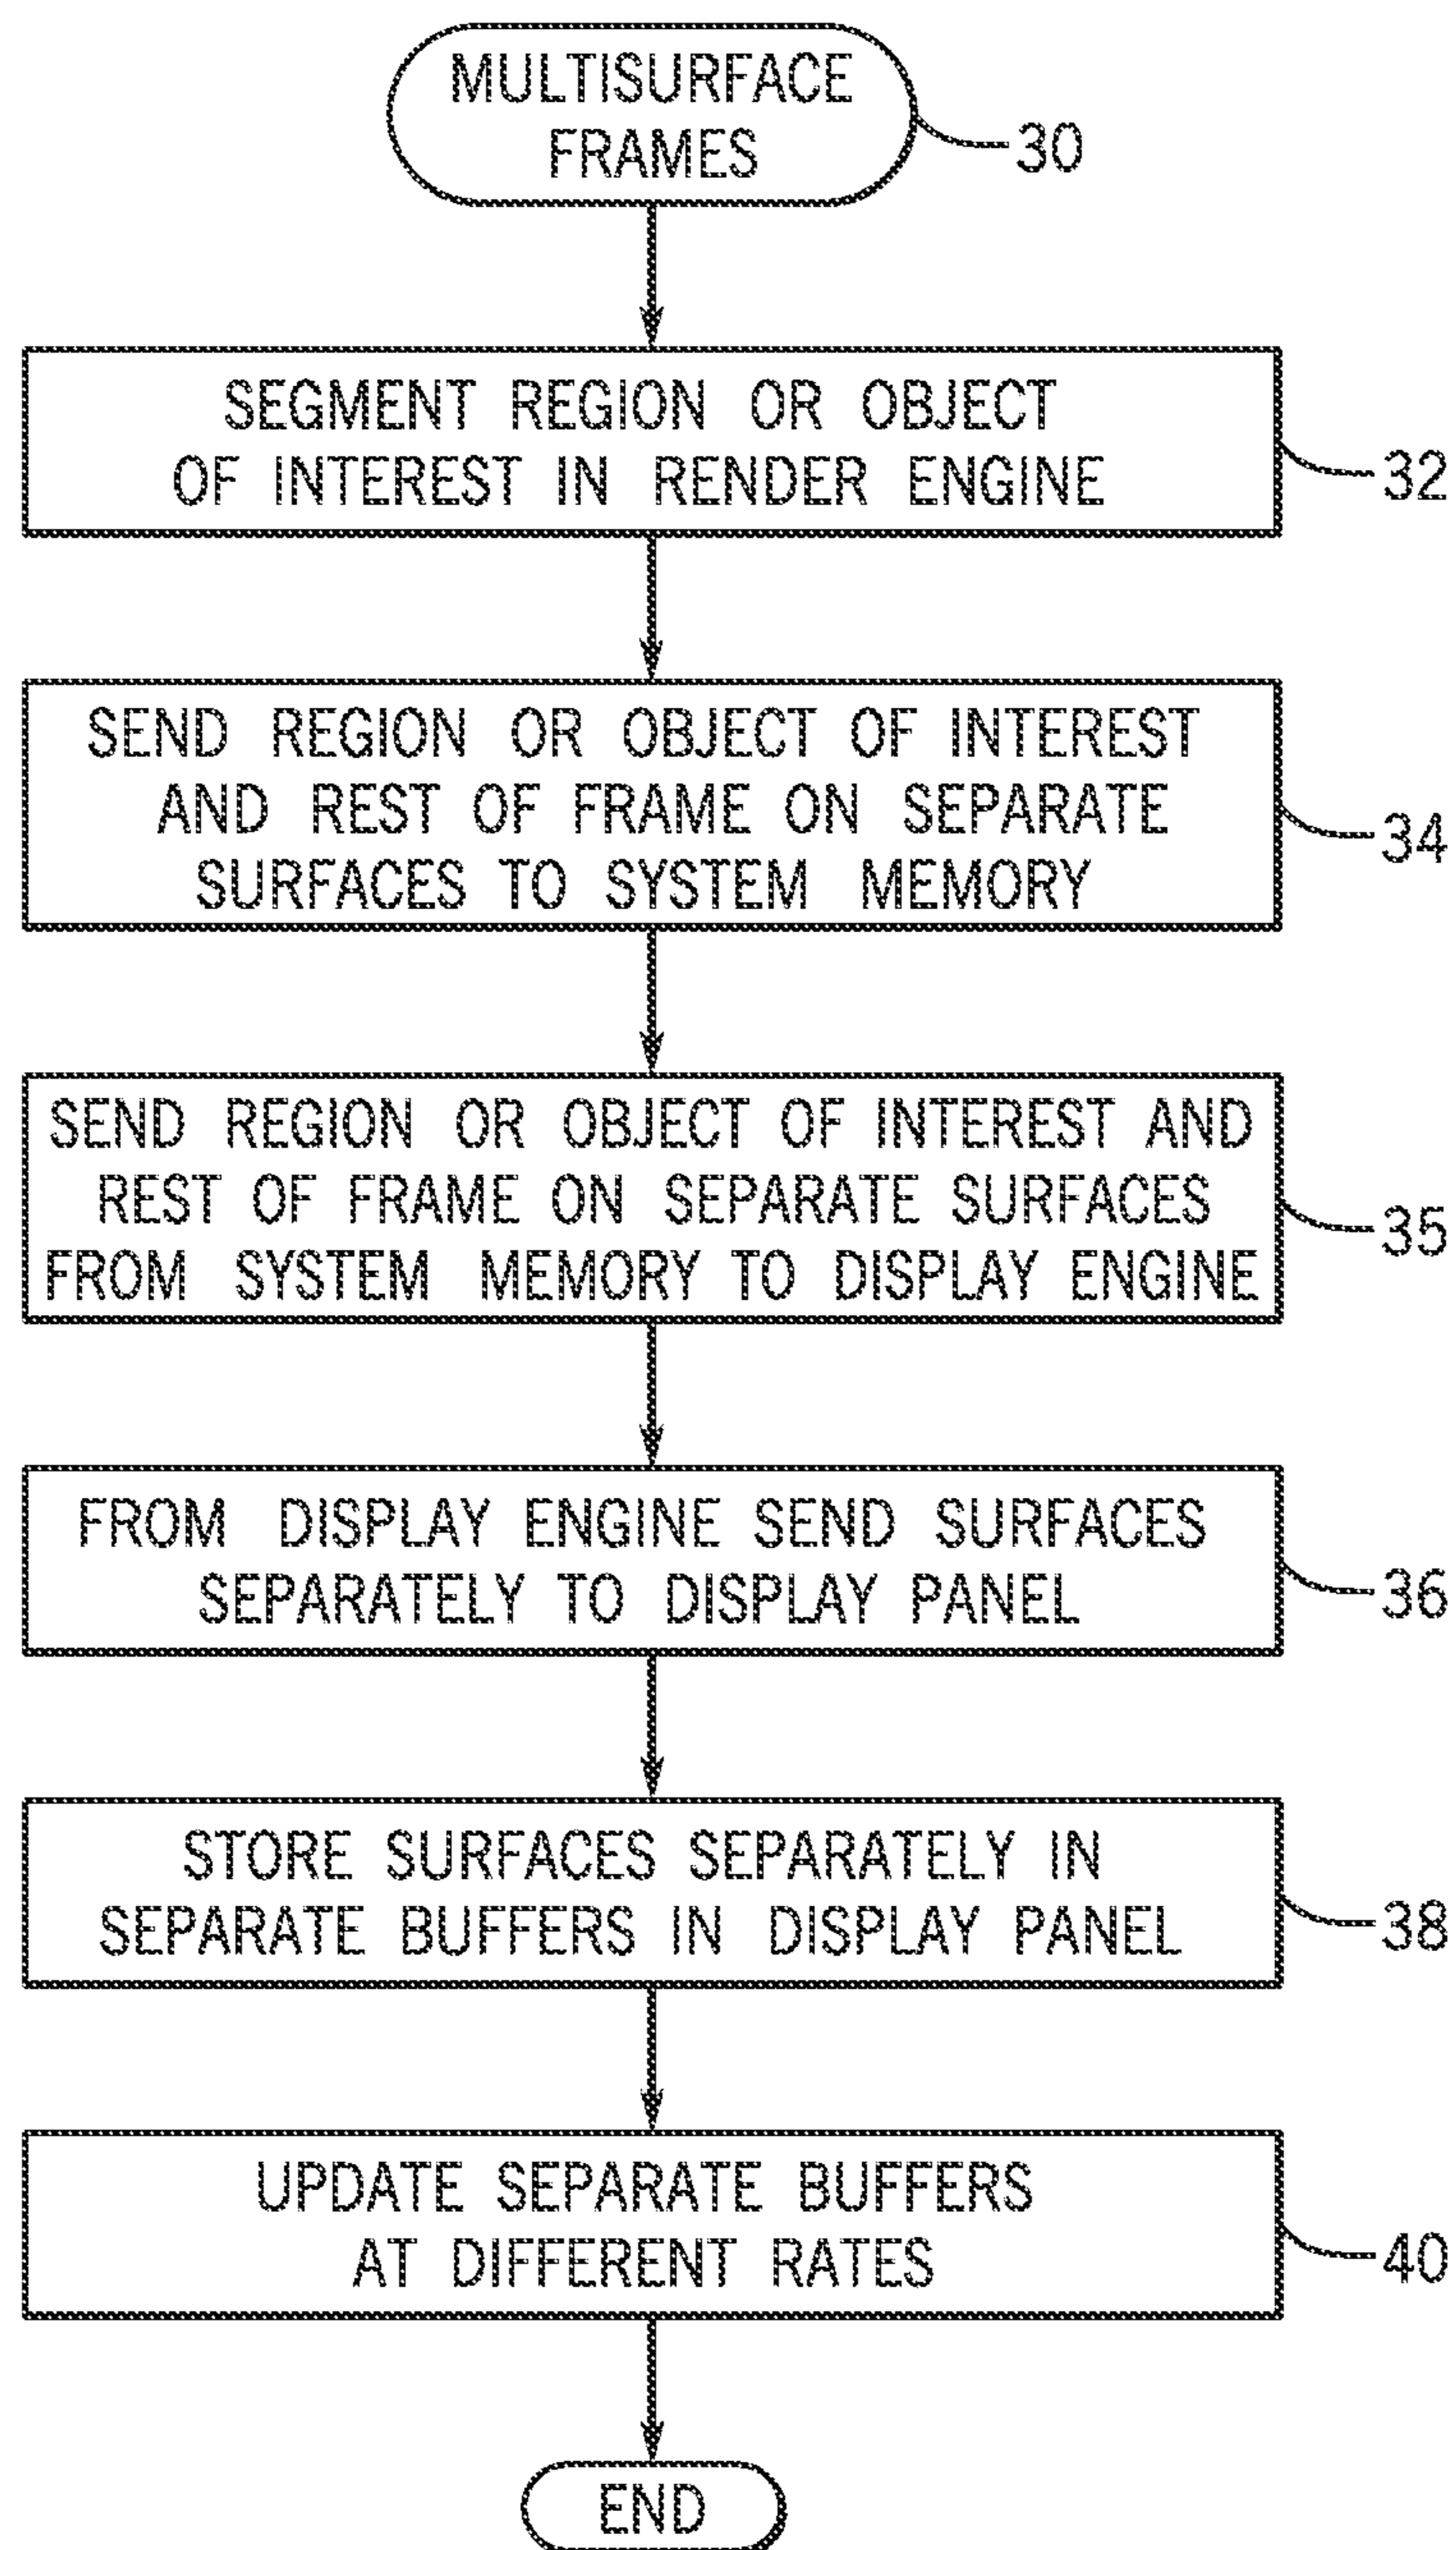 MULTISURFACE
FRAMES
30
SEGMENT REGION OR OBJECT
OF INTEREST IN RENDER ENGINE
32
SEND REGION OR OBJECT OF INTEREST
AND REST OF FRAME ON SEPARATE
SURFACES TO SYSTEM MEMORY
34
SEND REGION OR OBJECT OF INTEREST AND
REST OF FRAME ON SEPARATE SURFACES
FROM SYSTEM MEMORY TO DISPLAY ENGINE
35
FROM DISPLAY ENGINE SEND SURFACES
SEPARATELY TO DISPLAY PANEL
36
STORE SURFACES SEPARATELY IN
SEPARATE BUFFERS IN DISPLAY PANEL
38
UPDATE SEPARATE BUFFERS
AT DIFFERENT RATES
40
END